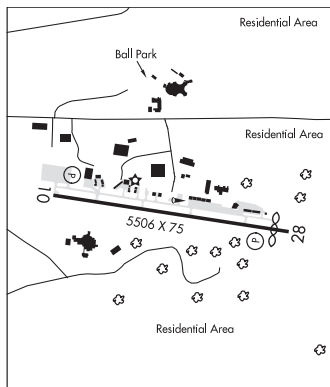 Residential Area
Ball Park
Residential Area
P
10
5506 X 75
28
P
Residential Area